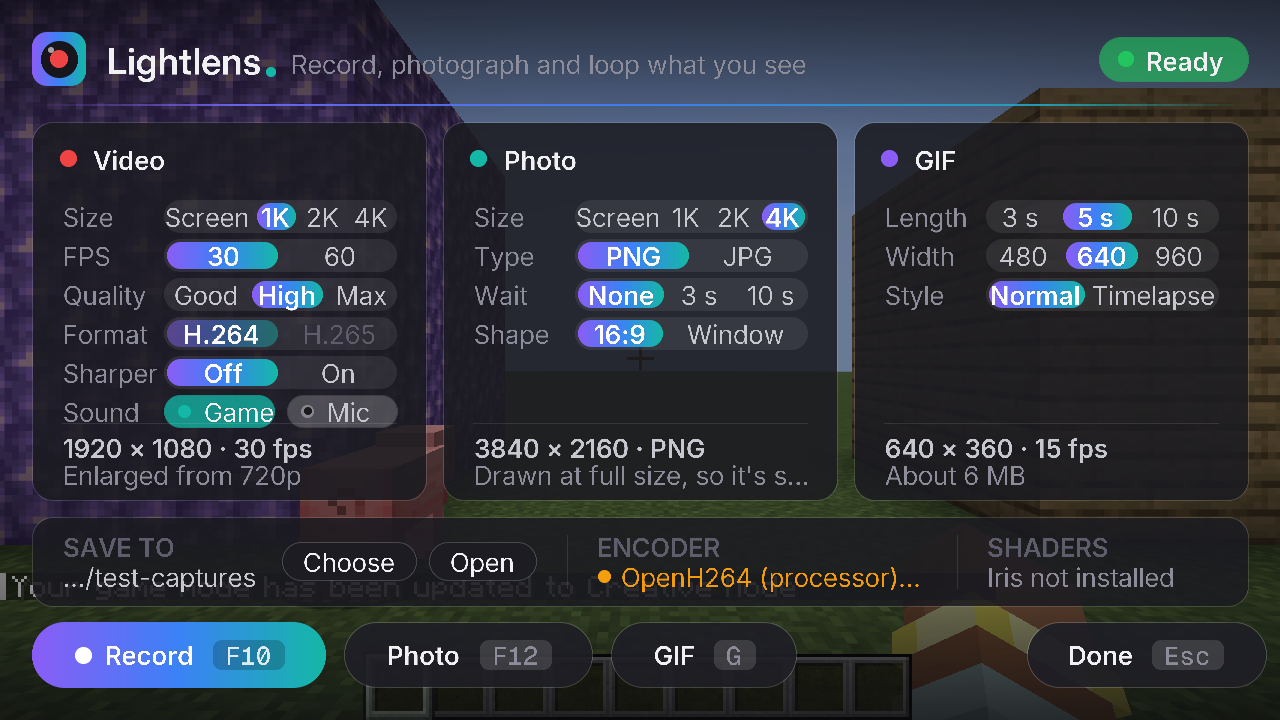 Lightlens. Record, photograph and loop what you see
Ready
Video
Size Screen 1K 2K 4K
FPS 30 60
Quality Good High Max
Format H.264 H.265
Sharper Off On
Sound Game Mic
1920 × 1080 · 30 fps
Enlarged from 720p
Photo
Size Screen 1K 2K 4K
Type PNG JPG
Wait None 3 s 10 s
Shape 16:9 Window
3840 × 2160 · PNG
Drawn at full size, so it's s...
GIF
Length 3 s 5 s 10 s
Width 480 640 960
Style Normal Timelapse
640 × 360 · 15 fps
About 6 MB
SAVE TO
.../test-captures
Choose Open
ENCODER
OpenH264 (processor)...
SHADERS
Iris not installed
Your game mode has been updated to Creative Mode
Record F10
Photo F12
GIF G
Done Esc